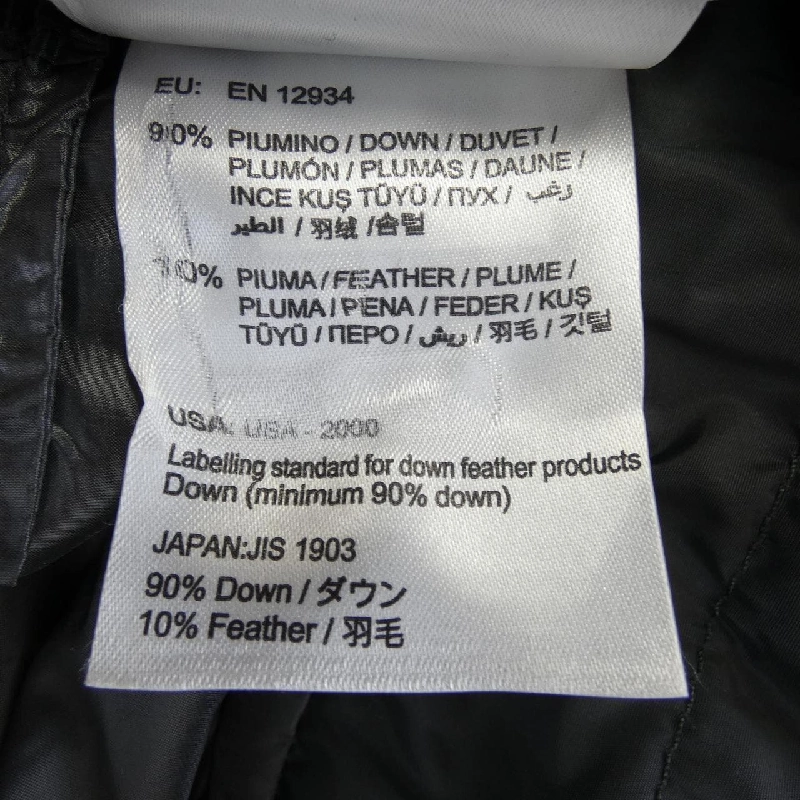 EU: EN 12934
90% PIUMINO / DOWN / DUVET /
PLUMÓN / PLUMAS / DAUNE /
INCE KUŞ TÜYÜ / ПУХ / زغب
الطير / 羽绒 /솜털
10% PIUMA / FEATHER / PLUME /
PLUMA / PENA / FEDER / KUŞ
TÜYÜ / ПЕРО / ريش / 羽毛 / 깃털
USA: USA - 2000
Labelling standard for down feather products
Down (minimum 90% down)
JAPAN:JIS 1903
90% Down / ダウン
10% Feather / 羽毛